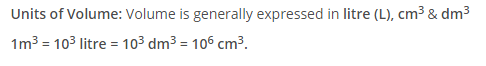 Units of Volume: Volume is generally expressed in litre (L), cm³ & dm³
1m³ = 10³ litre = 10³ dm³ = 10⁶ cm³.